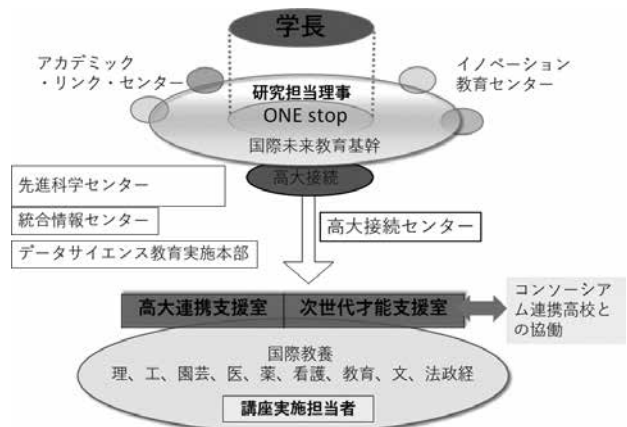 学長
アカデミック
・リンク・センター
イノベーション
教育センター
研究担当理事
ONE stop
国際未来教育基幹
高大接続
先進科学センター
統合情報センター
データサイエンス教育実施本部
高大接続センター
高大連携支援室
次世代才能支援室
コンソーシア
ム連携高校と
の協働
国際教養
理、工、園芸、医、薬、看護、教育、文、法政経
講座実施担当者